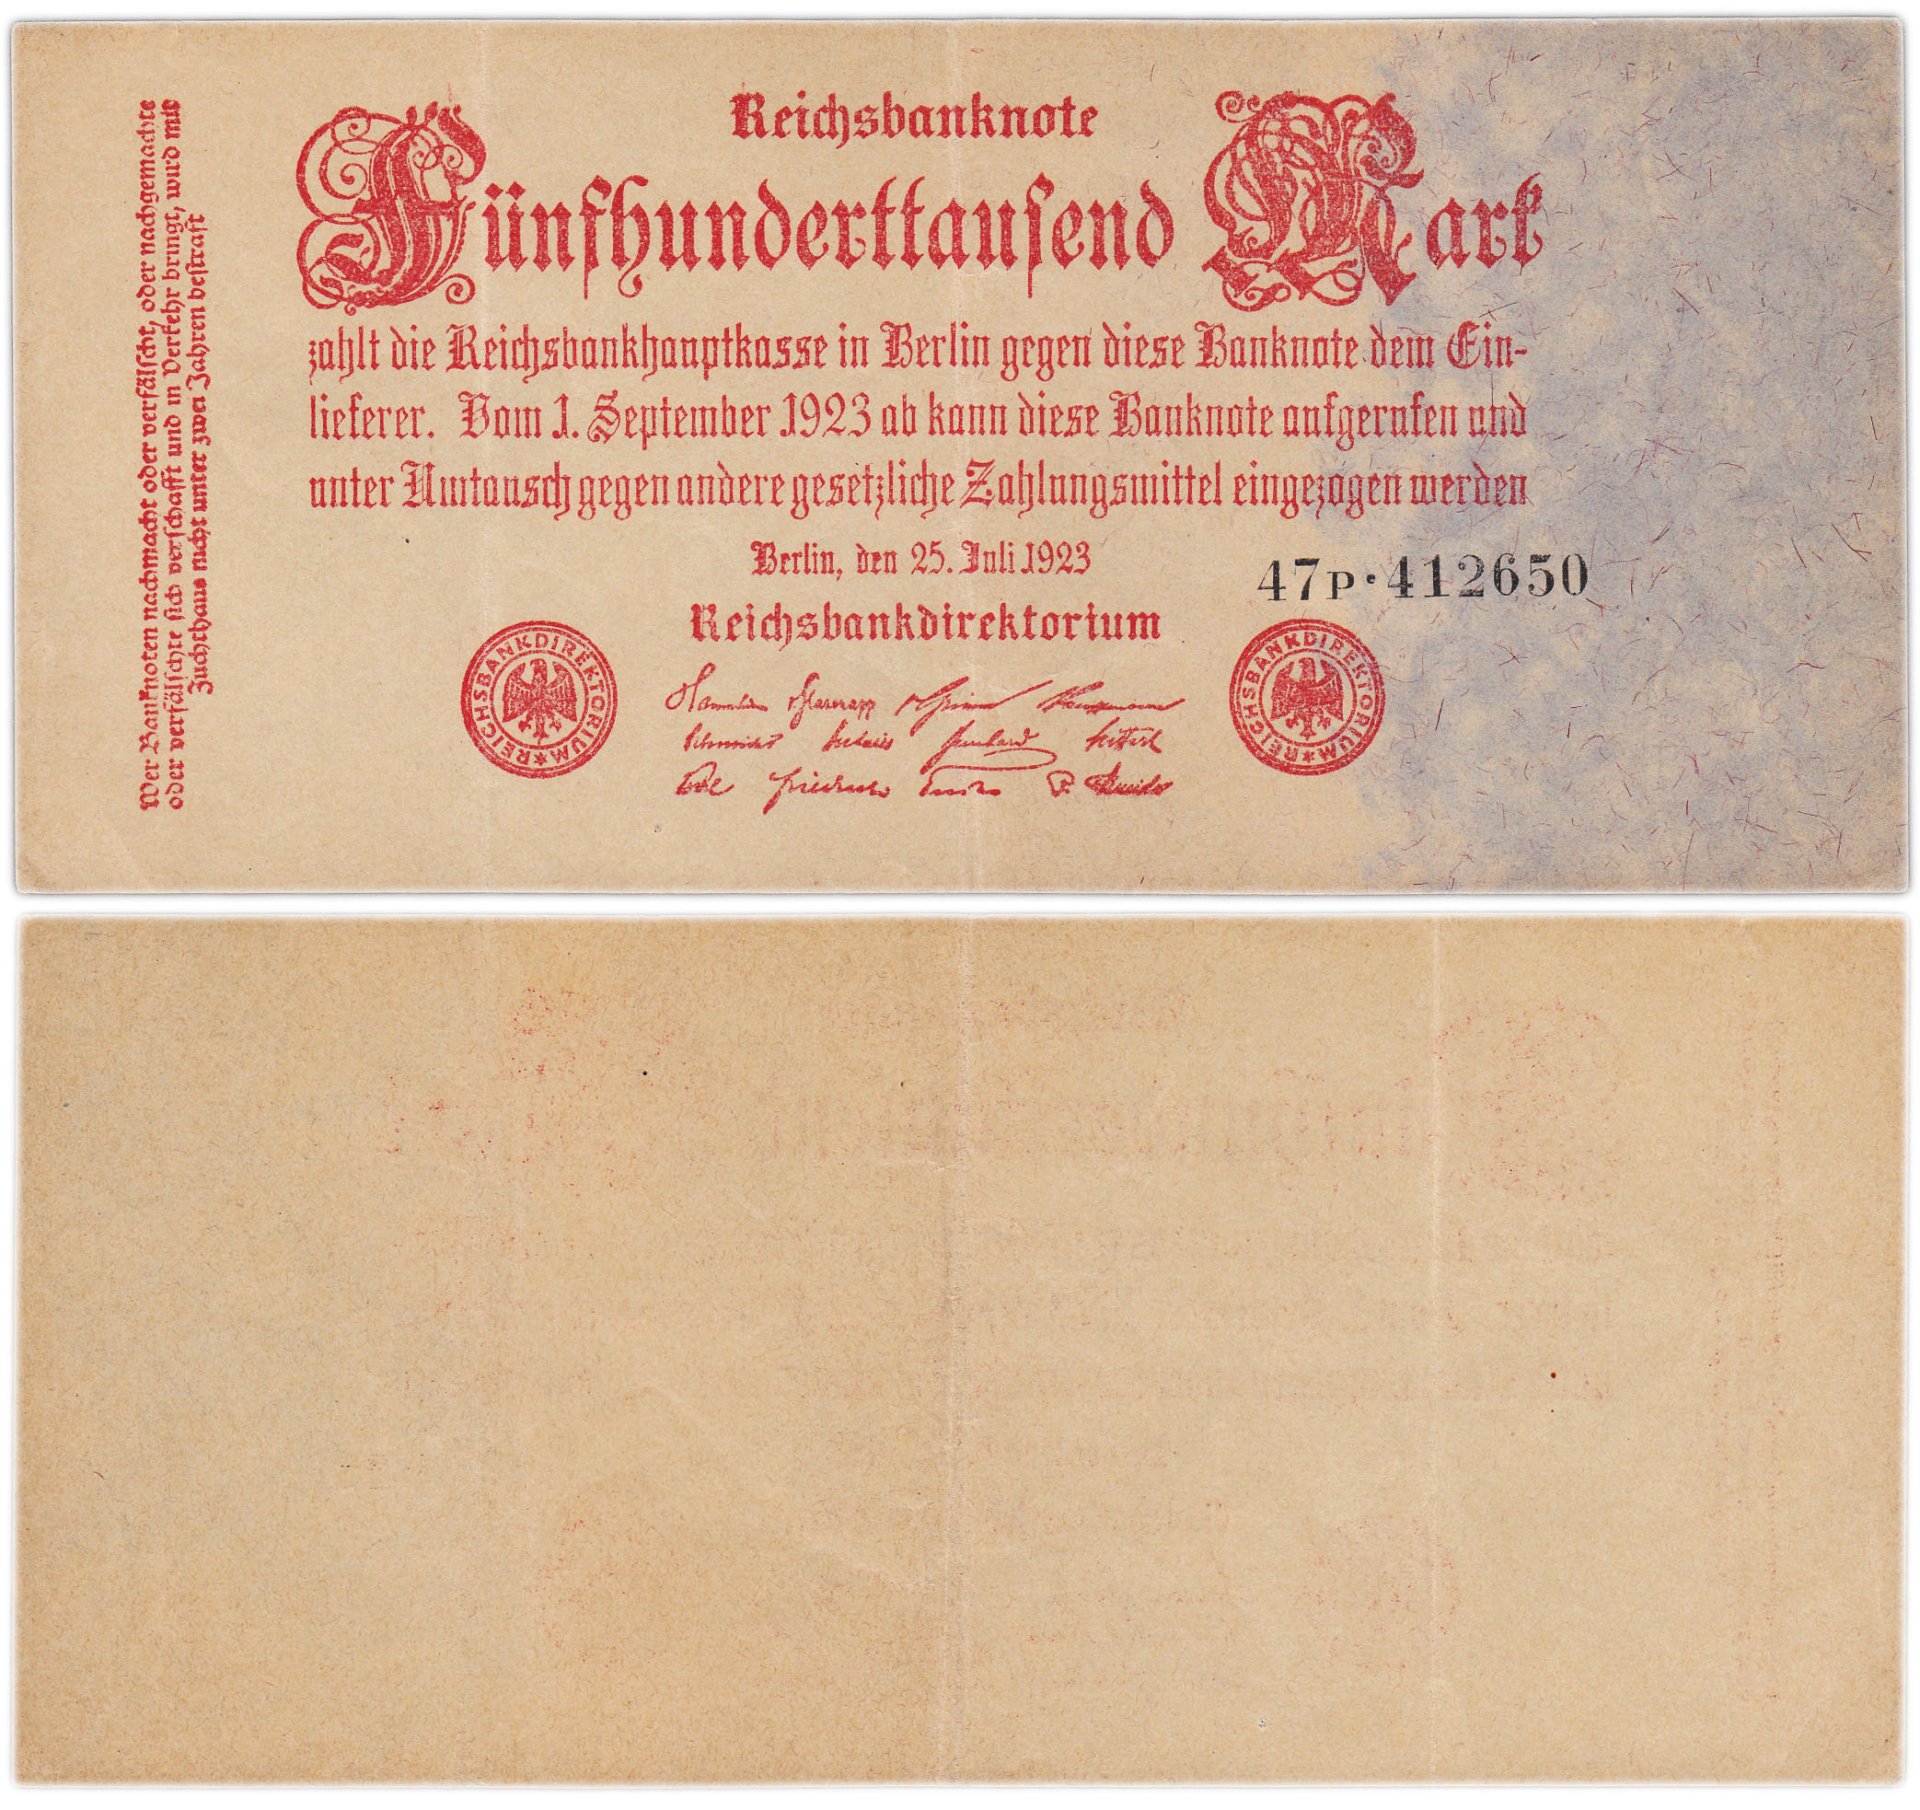 Wer Banknoten nachmacht oder verfälscht, oder nachgemachte
oder verfälschte sich verschafft und in Verkehr bringt, wird mit
Zuchthaus nicht unter zwei Jahren bestraft
Reichsbanknote
Fünfhunderttausend Mark
zahlt die Reichsbankhauptkasse in Berlin gegen diese Banknote dem Ein-
lieferer. Vom 1. September 1923 ab kann diese Banknote aufgerufen und
unter Umtausch gegen andere gesetzliche Zahlungsmittel eingezogen werden
Berlin, den 25. Juli 1923
47P·412650
Reichsbankdirektorium
REICHSBANKDIREKTORIUM*
REICHSBANKDIREKTORIUM*